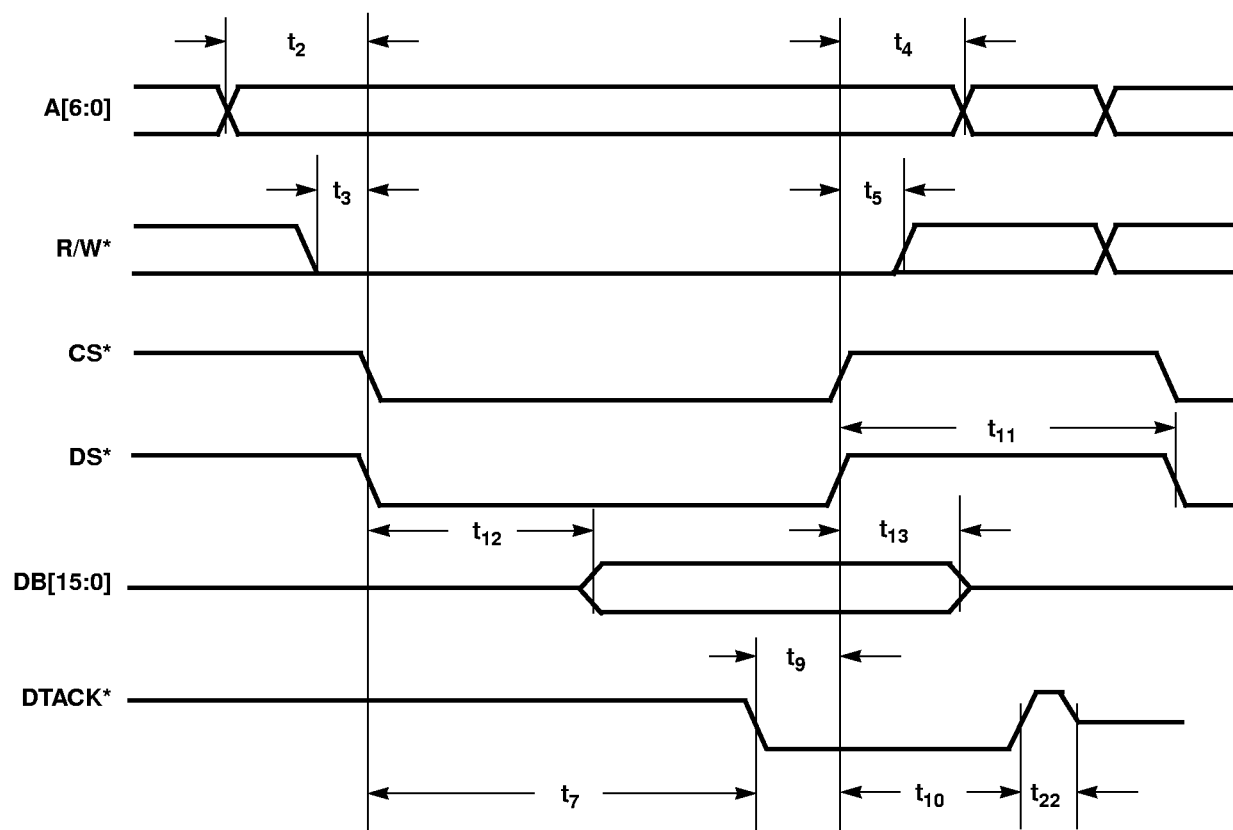 t2 t4
A[6:0]
t3 t5
R/W*
CS*
t11
DS*
t12 t13
DB[15:0]
t9
DTACK*
t7 t10 t22